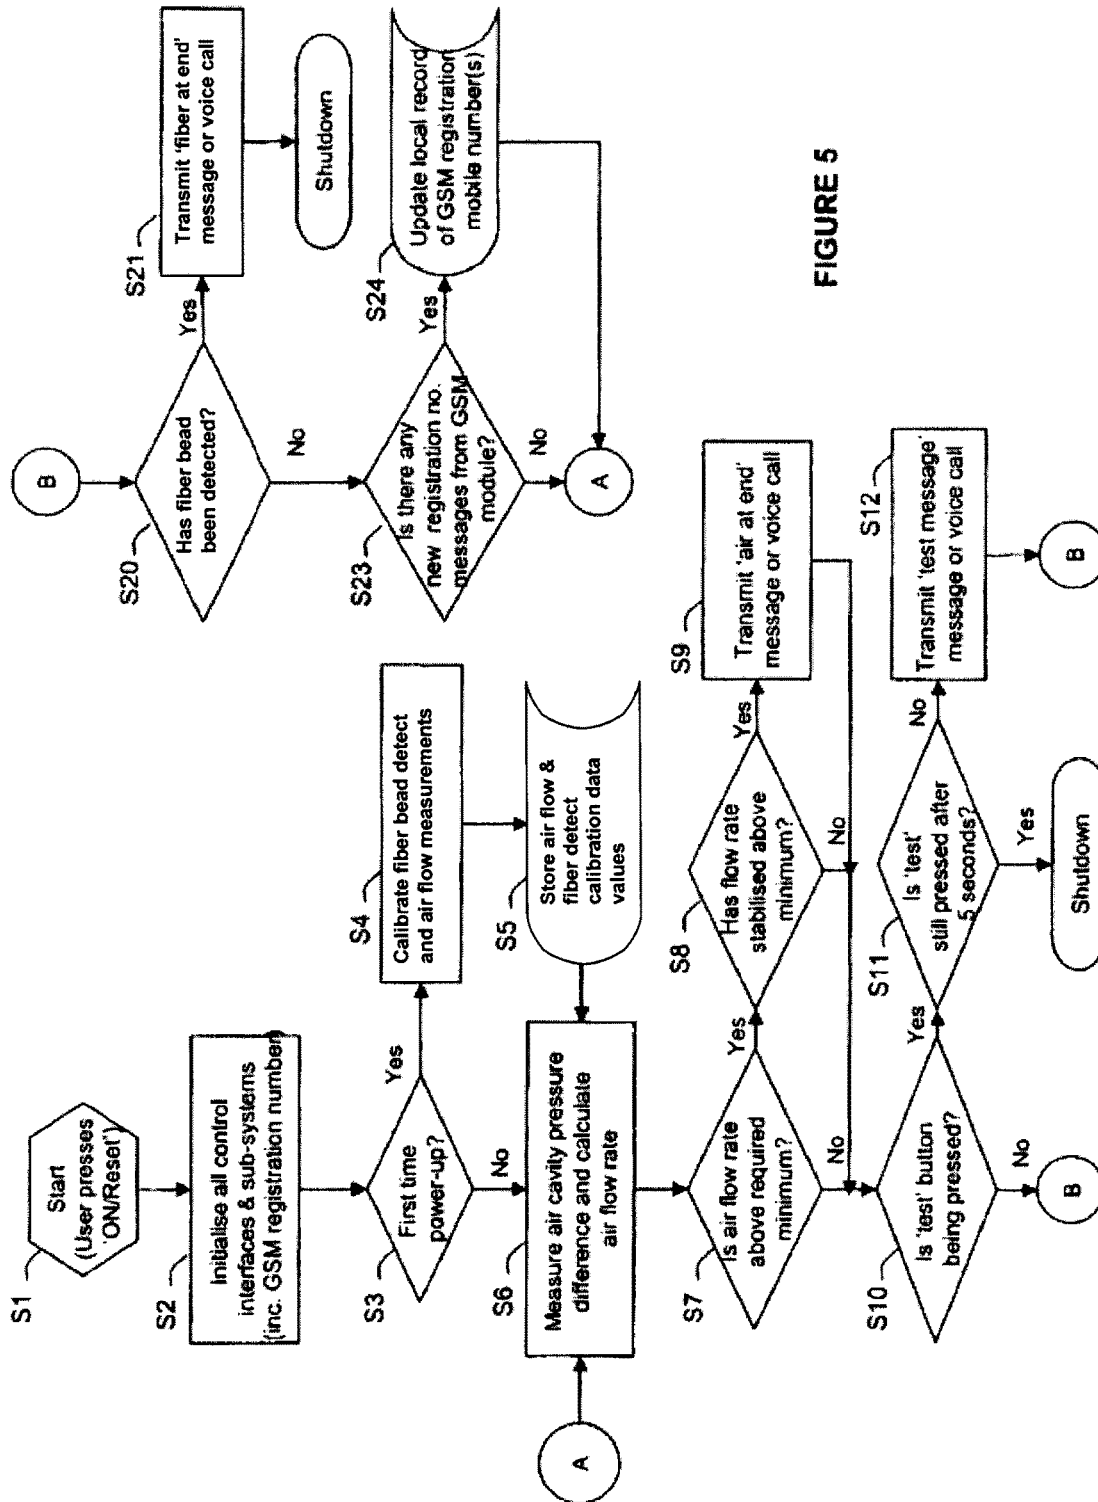 S1
Start
(User presses
'ON/Reset')
S2
Initialise all control
interfaces & sub-systems
(inc. GSM registration number)
S3
First time
power-up?
Yes
No
S4
Calibrate fiber bead detect
and air flow measurements
S5
Store air flow &
fiber detect
calibration data
values
A
S6
Measure air cavity pressure
difference and calculate
air flow rate
S7
Is air flow rate
above required
minimum?
Yes
No
S8
Has flow rate
stabilised above
minimum?
Yes
No
S9
Transmit 'air at end'
message or voice call
S10
Is 'test' button
being pressed?
Yes
No
B
S11
Is 'test'
still pressed after
5 seconds?
No
Yes
Shutdown
S12
Transmit 'test message'
message or voice call
B
B
S20
Has fiber bead
been detected?
Yes
No
S21
Transmit 'fiber at end'
message or voice call
Shutdown
S23
Is there any
new registration no.
messages from GSM
module?
Yes
No
S24
Update local record
of GSM registration
mobile number(s)
A
FIGURE 5